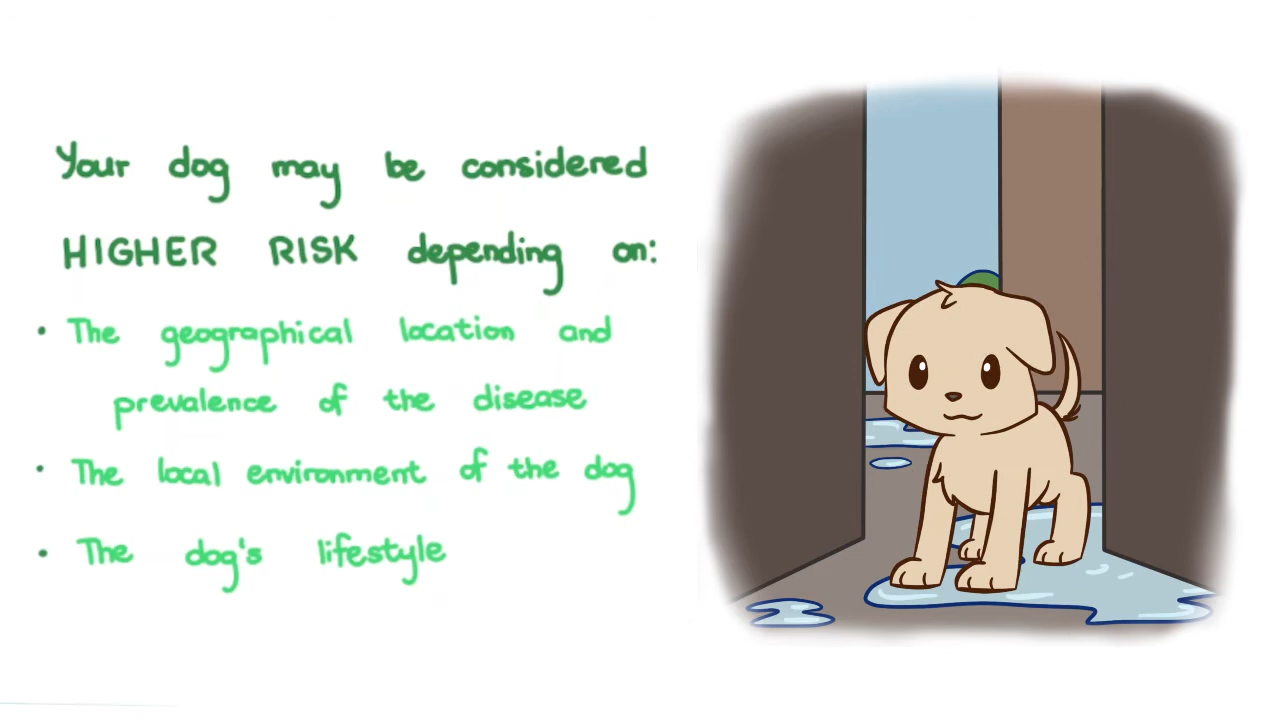 Your dog may be considered
HIGHER RISK depending on:
• The geographical location and
prevalence of the disease
• The local environment of the dog
• The dog's lifestyle